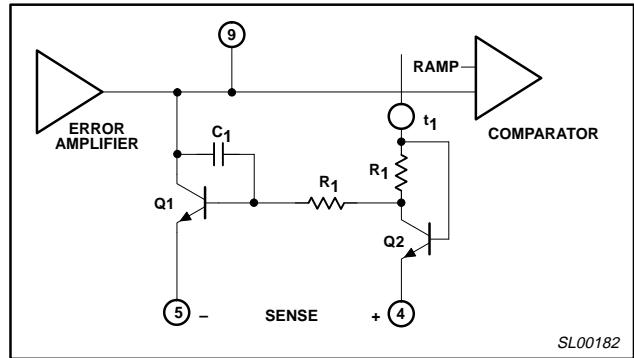 9
RAMP
ERROR
AMPLIFIER
t1
COMPARATOR
C1
R1
R1
Q1
Q2
5 – SENSE + 4
SL00182